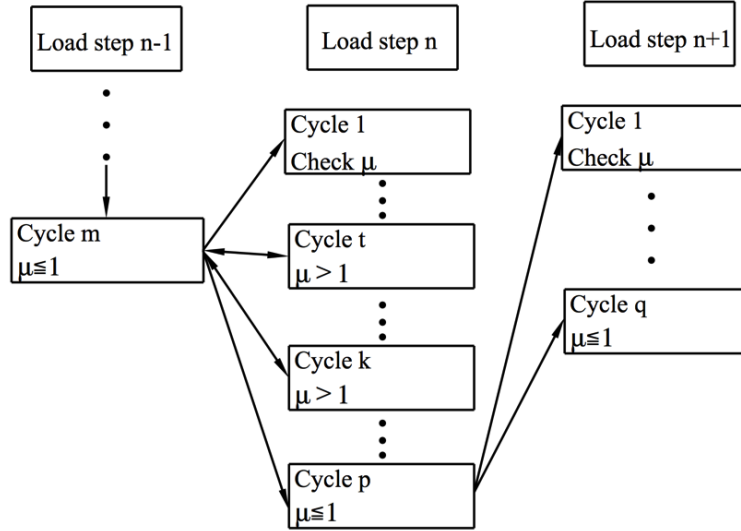 Load step n-1
Load step n
Load step n+1
Cycle m
μ≦1
Cycle 1
Check μ
Cycle t
μ > 1
Cycle k
μ > 1
Cycle p
μ≦1
Cycle 1
Check μ
Cycle q
μ≦1